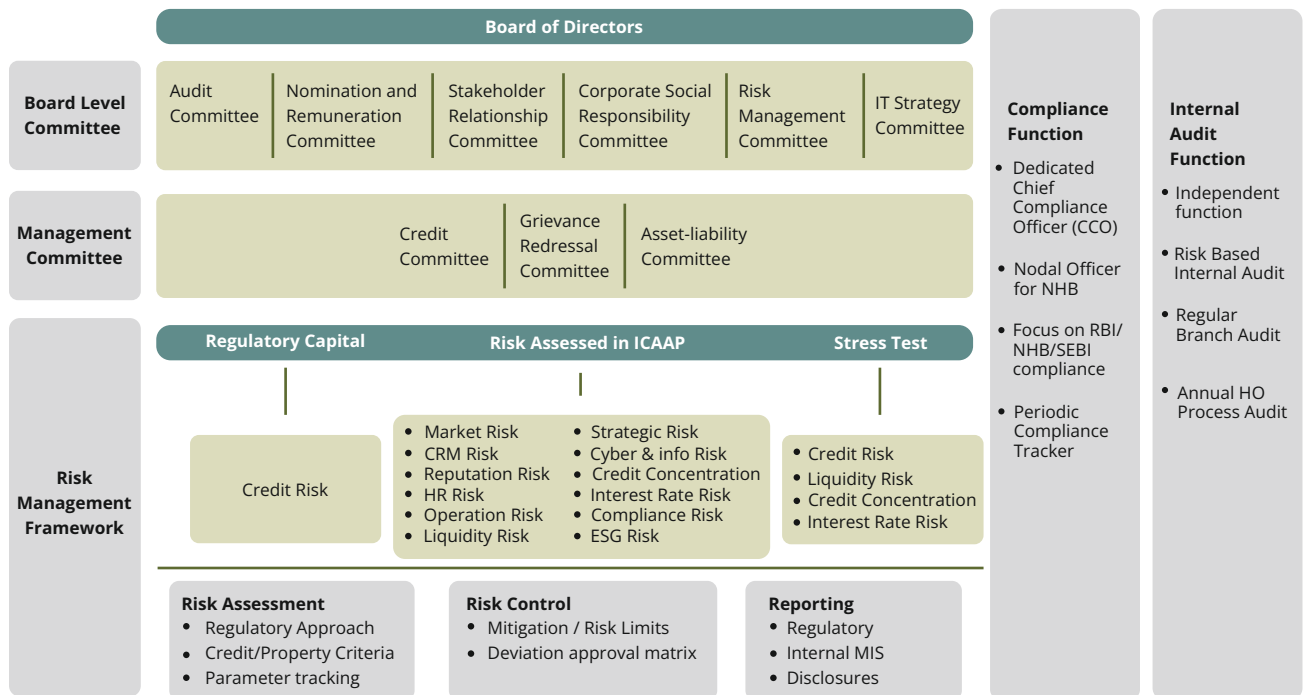 Board of Directors
Board Level
Committee
Audit
Committee
Nomination and
Remuneration
Committee
Stakeholder
Relationship
Committee
Corporate Social
Responsibility
Committee
Risk
Management
Committee
IT Strategy
Committee
Management
Committee
Credit
Committee
Grievance
Redressal
Committee
Asset-liability
Committee
Risk
Management
Framework
Regulatory Capital
Risk Assessed in ICAAP
Stress Test
Credit Risk
• Market Risk
• CRM Risk
• Reputation Risk
• HR Risk
• Operation Risk
• Liquidity Risk
• Strategic Risk
• Cyber & info Risk
• Credit Concentration
• Interest Rate Risk
• Compliance Risk
• ESG Risk
• Credit Risk
• Liquidity Risk
• Credit Concentration
• Interest Rate Risk
Risk Assessment
• Regulatory Approach
• Credit/Property Criteria
• Parameter tracking
Risk Control
• Mitigation / Risk Limits
• Deviation approval matrix
Reporting
• Regulatory
• Internal MIS
• Disclosures
Compliance
Function
• Dedicated
Chief
Compliance
Officer (CCO)
• Nodal Officer
for NHB
• Focus on RBI/
NHB/SEBI
compliance
• Periodic
Compliance
Tracker
Internal
Audit
Function
• Independent
function
• Risk Based
Internal Audit
• Regular
Branch Audit
• Annual HO
Process Audit